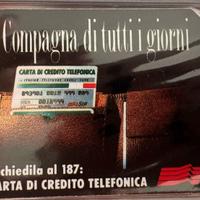 Compagna di tutti i giorni
CARTA DI CREDITO TELEFONICA
chiedila al 187:
CARTA DI CREDITO TELEFONICA